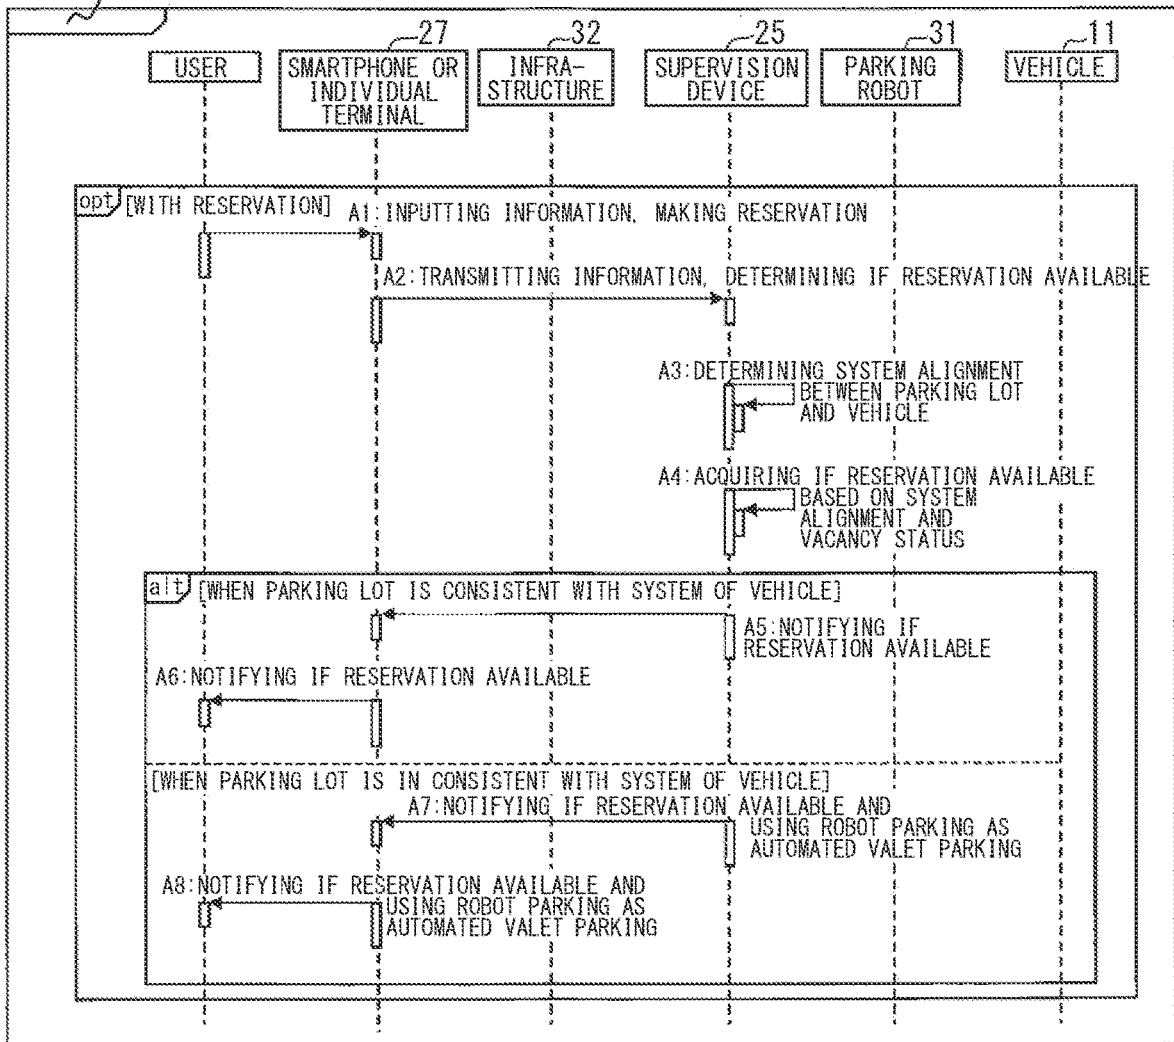 27
32
25
31
11
USER
SMARTPHONE OR
INDIVIDUAL
TERMINAL
INFRA-
STRUCTURE
SUPERVISION
DEVICE
PARKING
ROBOT
VEHICLE
opt
[WITH RESERVATION]
A1:INPUTTING INFORMATION, MAKING RESERVATION
A2:TRANSMITTING INFORMATION, DETERMINING IF RESERVATION AVAILABLE
A3:DETERMINING SYSTEM ALIGNMENT
BETWEEN PARKING LOT
AND VEHICLE
A4:ACQUIRING IF RESERVATION AVAILABLE
BASED ON SYSTEM
ALIGNMENT AND
VACANCY STATUS
alt
[WHEN PARKING LOT IS CONSISTENT WITH SYSTEM OF VEHICLE]
A5:NOTIFYING IF
RESERVATION AVAILABLE
A6:NOTIFYING IF RESERVATION AVAILABLE
[WHEN PARKING LOT IS IN CONSISTENT WITH SYSTEM OF VEHICLE]
A7:NOTIFYING IF RESERVATION AVAILABLE AND
USING ROBOT PARKING AS
AUTOMATED VALET PARKING
A8:NOTIFYING IF RESERVATION AVAILABLE AND
USING ROBOT PARKING AS
AUTOMATED VALET PARKING